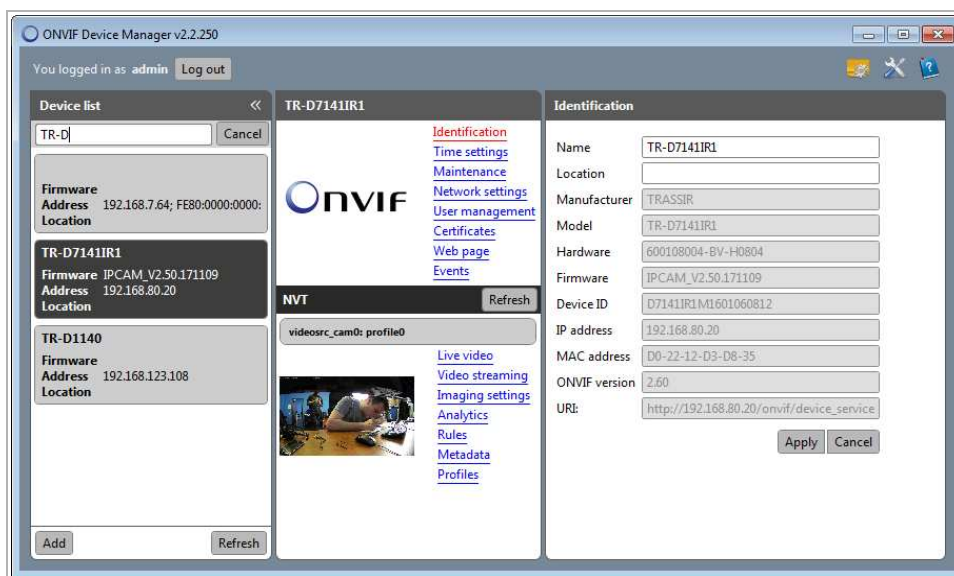 ONVIF Device Manager v2.2.250
You logged in as admin Log out
Device list «
TR-D Cancel
Firmware
Address 192.168.7.64; FE80:0000:0000:
Location
TR-D7141IR1
Firmware IPCAM_V2.50.171109
Address 192.168.80.20
Location
TR-D1140
Firmware
Address 192.168.123.108
Location
Add Refresh
TR-D7141IR1
ONVIF
Identification
Time settings
Maintenance
Network settings
User management
Certificates
Web page
Events
NVT Refresh
videosrc_cam0: profile0
Live video
Video streaming
Imaging settings
Analytics
Rules
Metadata
Profiles
Identification
Name TR-D7141IR1
Location
Manufacturer TRASSIR
Model TR-D7141IR1
Hardware 600108004-BV-H0804
Firmware IPCAM_V2.50.171109
Device ID D7141IR1M1601060812
IP address 192.168.80.20
MAC address D0-22-12-D3-D8-35
ONVIF version 2.60
URI: http://192.168.80.20/onvif/device_service
Apply Cancel